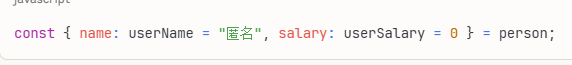 javascript
const { name: userName = "匿名", salary: userSalary = 0 } = person;